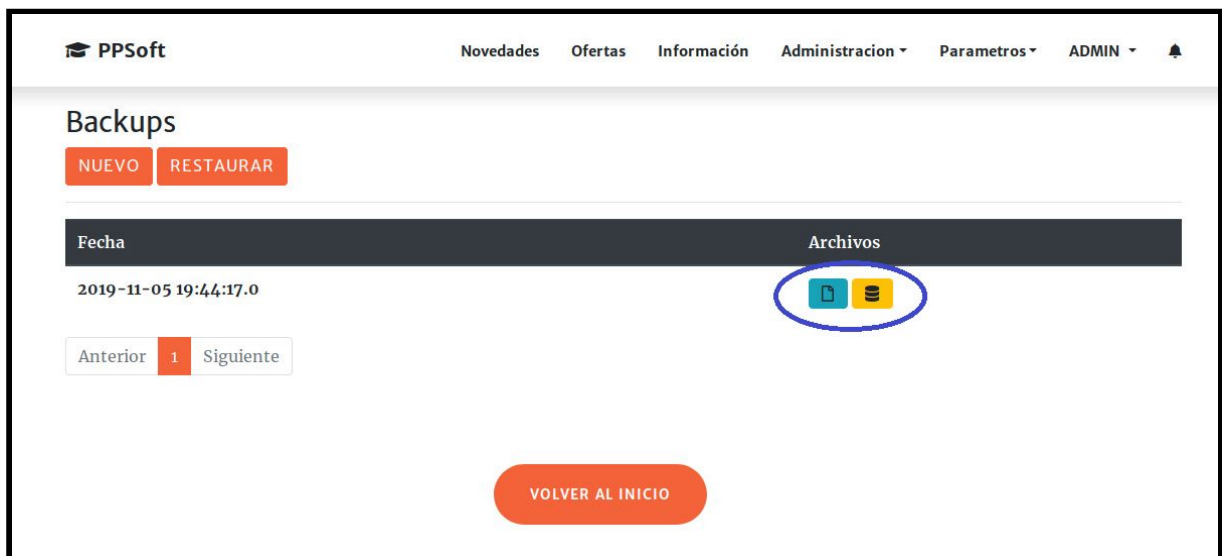 PPSoft Novedades Ofertas Información Administracion Parametros ADMIN
Backups
NUEVO RESTAURAR
Fecha Archivos
2019-11-05 19:44:17.0
Anterior 1 Siguiente
VOLVER AL INICIO